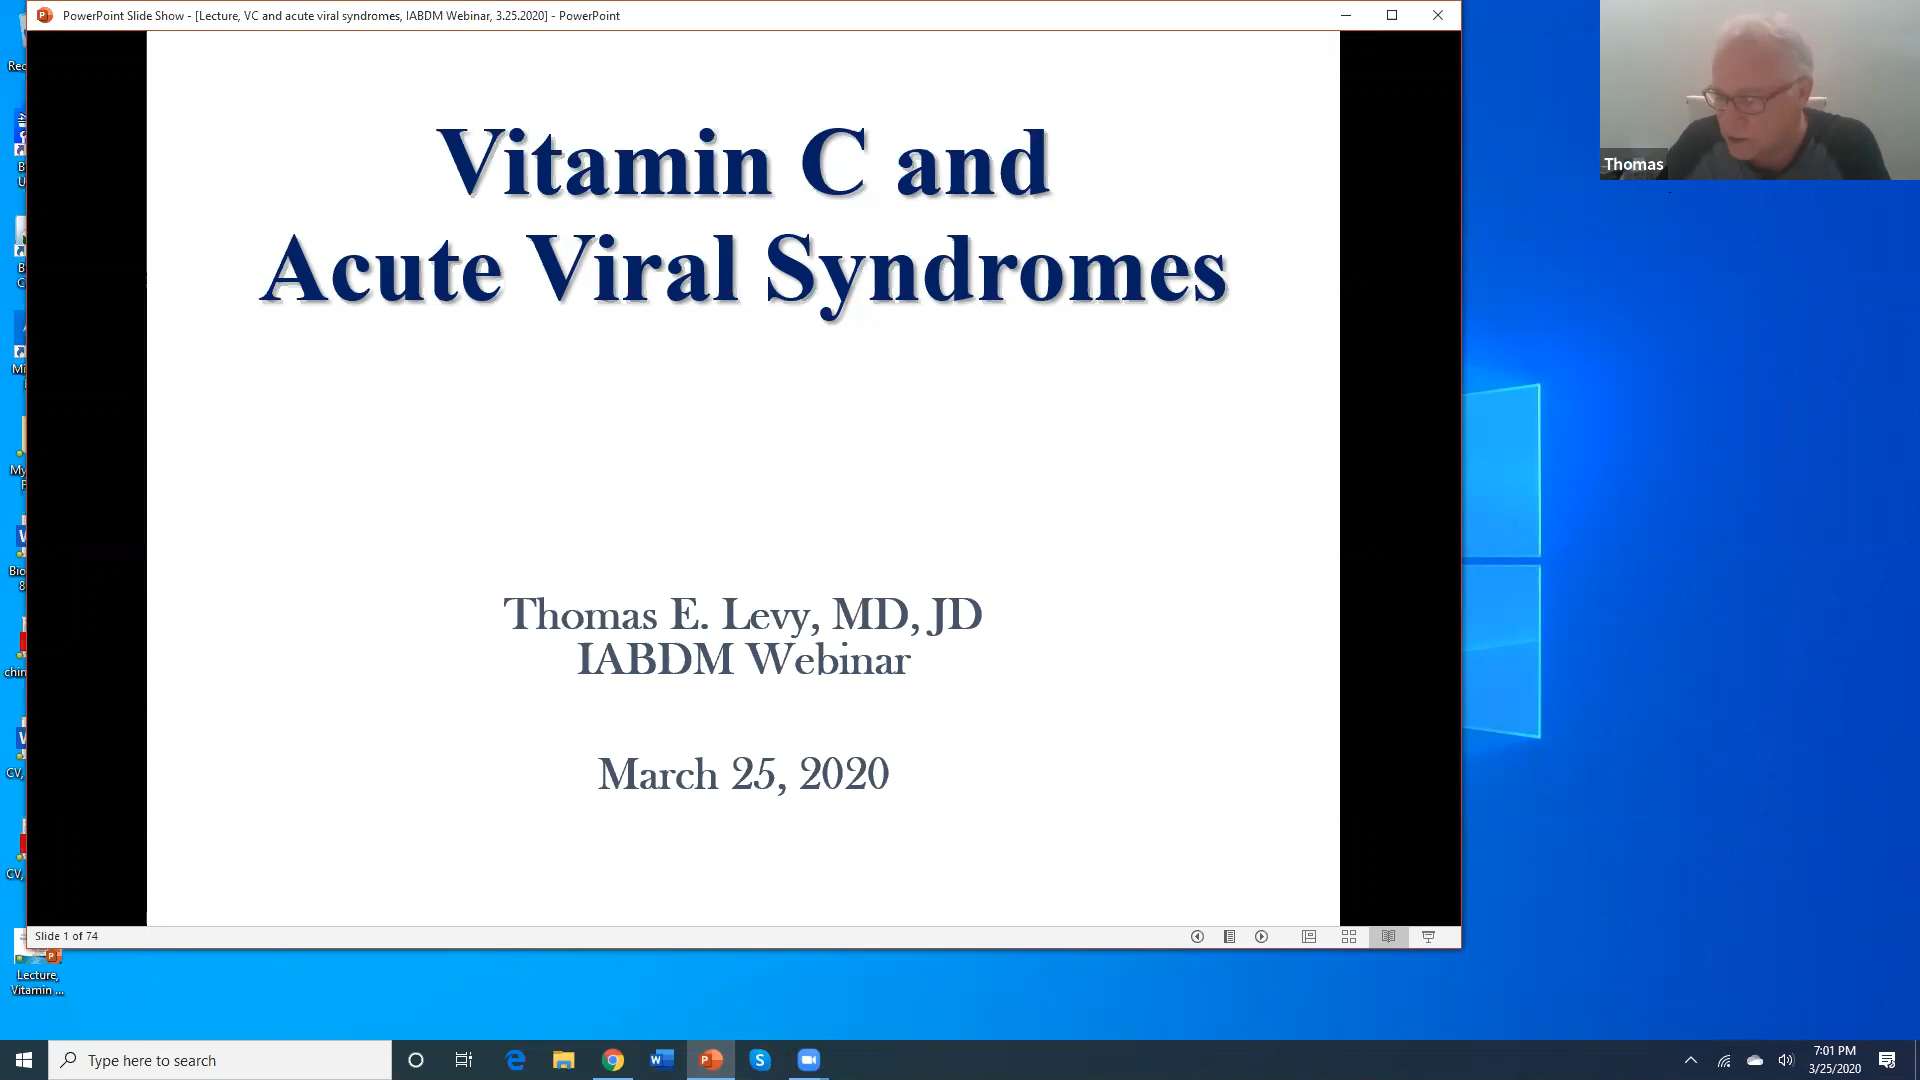 PowerPoint Slide Show - [Lecture, VC and acute viral syndromes, IABDM Webinar, 3.25.2020] - PowerPoint
Thomas
Vitamin C and
Acute Viral Syndromes
Thomas E. Levy, MD, JD
IABDM Webinar
March 25, 2020
Slide 1 of 74
Lecture,
Vitamin ...
Type here to search
7:01 PM
3/25/2020